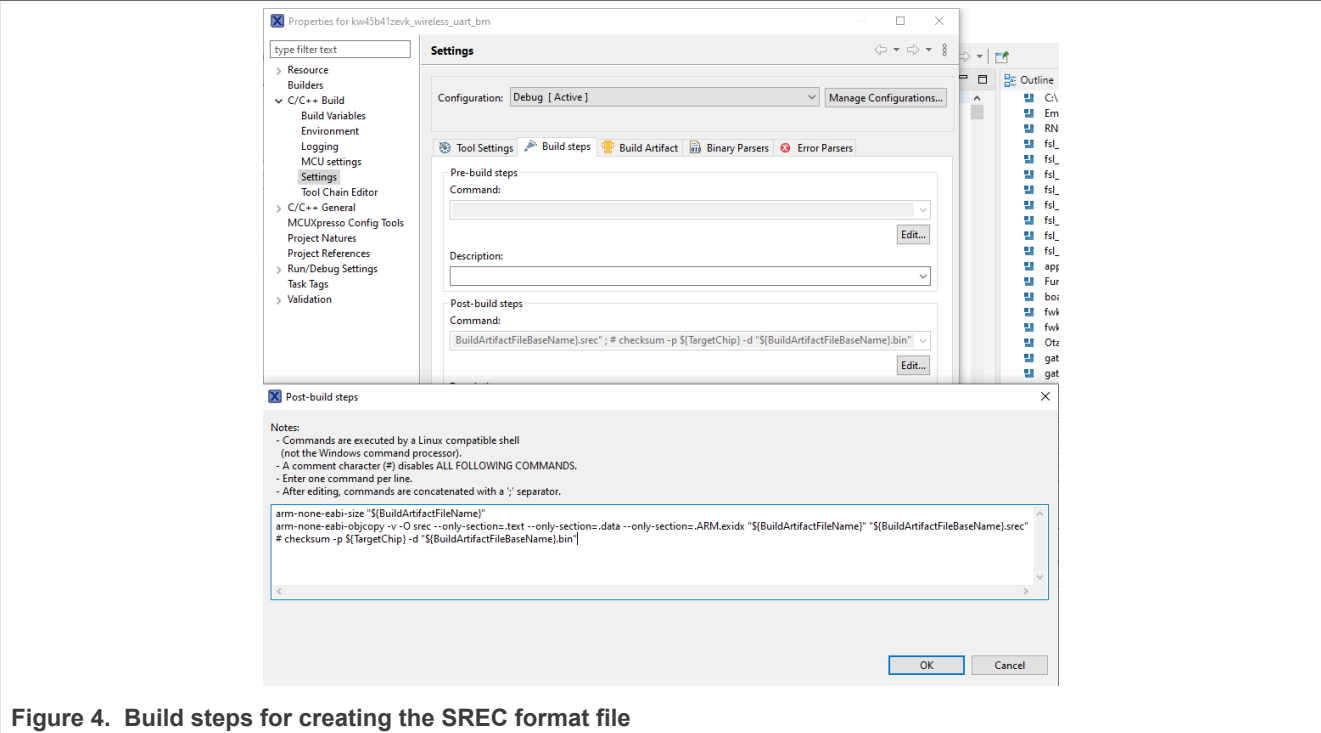 Properties for kw45b41zevk_wireless_uart_bm
type filter text
Settings
Resource
Builders
C/C++ Build
Build Variables
Environment
Logging
MCU settings
Settings
Tool Chain Editor
C/C++ General
MCUXpresso Config Tools
Project Natures
Project References
Run/Debug Settings
Task Tags
Validation
Configuration: Debug [ Active ] Manage Configurations...
Tool Settings Build steps Build Artifact Binary Parsers Error Parsers
Pre-build steps
Command:
Edit...
Description:
Post-build steps
Command:
BuildArtifactFileBaseName}.srec" ; # checksum -p ${TargetChip} -d "${BuildArtifactFileBaseName}.bin"
Edit...
Outline
C:\
Em
RN
fsl_
fsl_
fsl_
fsl_
fsl_
fsl_
fsl_
fsl_
app
Fur
boa
fwk
fwk
Ota
gat
gat
Post-build steps
Notes:
- Commands are executed by a Linux compatible shell
(not the Windows command processor).
- A comment character (#) disables ALL FOLLOWING COMMANDS.
- Enter one command per line.
- After editing, commands are concatenated with a ';' separator.
arm-none-eabi-size "${BuildArtifactFileName}"
arm-none-eabi-objcopy -v -O srec --only-section=.text --only-section=.data --only-section=.ARM.exidx "${BuildArtifactFileName}" "${BuildArtifactFileBaseName}.srec"
# checksum -p ${TargetChip} -d "${BuildArtifactFileBaseName}.bin"
OK Cancel
Figure 4. Build steps for creating the SREC format file